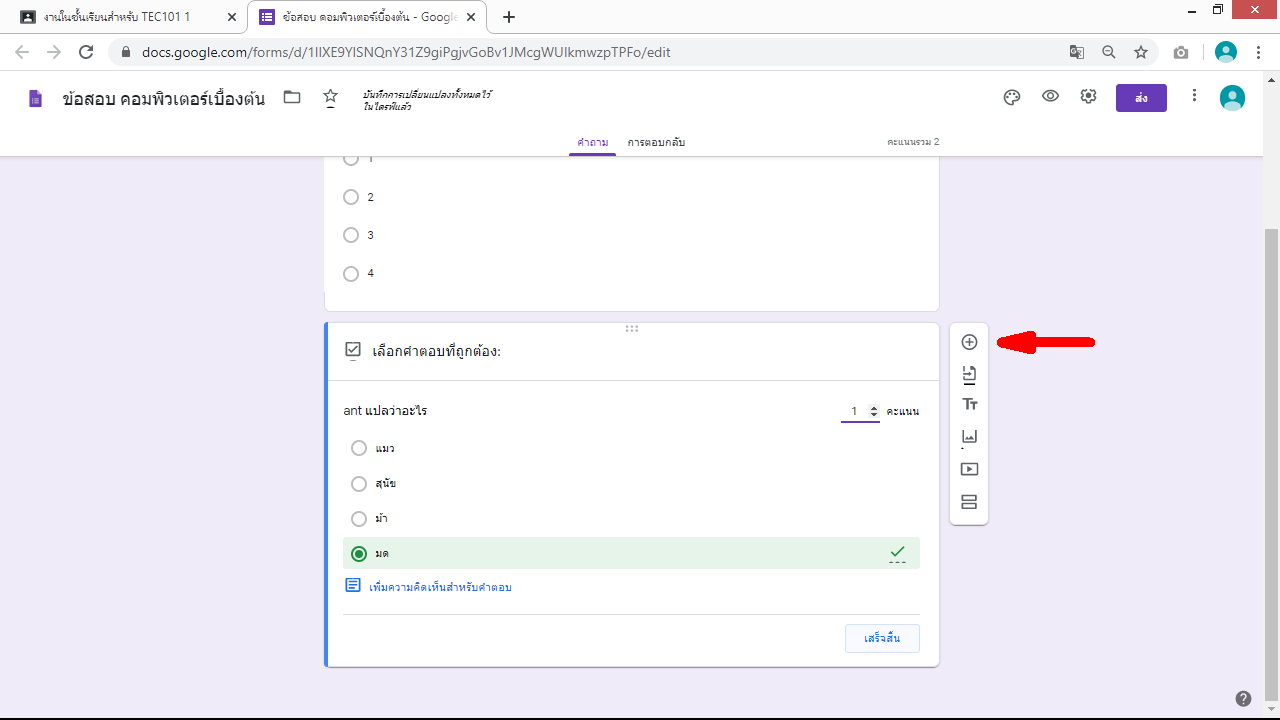 งานในชั้นเรียนสำหรับ TEC101 1
ข้อสอบ คอมพิวเตอร์เบื้องต้น - Google
docs.google.com/forms/d/1IIXE9YISNQnY31Z9giPgjvGoBv1JMcgWUIkmwzpTPFo/edit
ข้อสอบ คอมพิวเตอร์เบื้องต้น
บันทึกการเปลี่ยนแปลงทั้งหมดไว้
ในไดรฟ์แล้ว
ส่ง
คำถาม การตอบกลับ
คะแนนรวม 2
1
2
3
4
เลือกคำตอบที่ถูกต้อง:
ant แปลว่าอะไร
1 คะแนน
แมว
สุนัข
ม้า
มด
เพิ่มความคิดเห็นสำหรับคำตอบ
เสร็จสิ้น